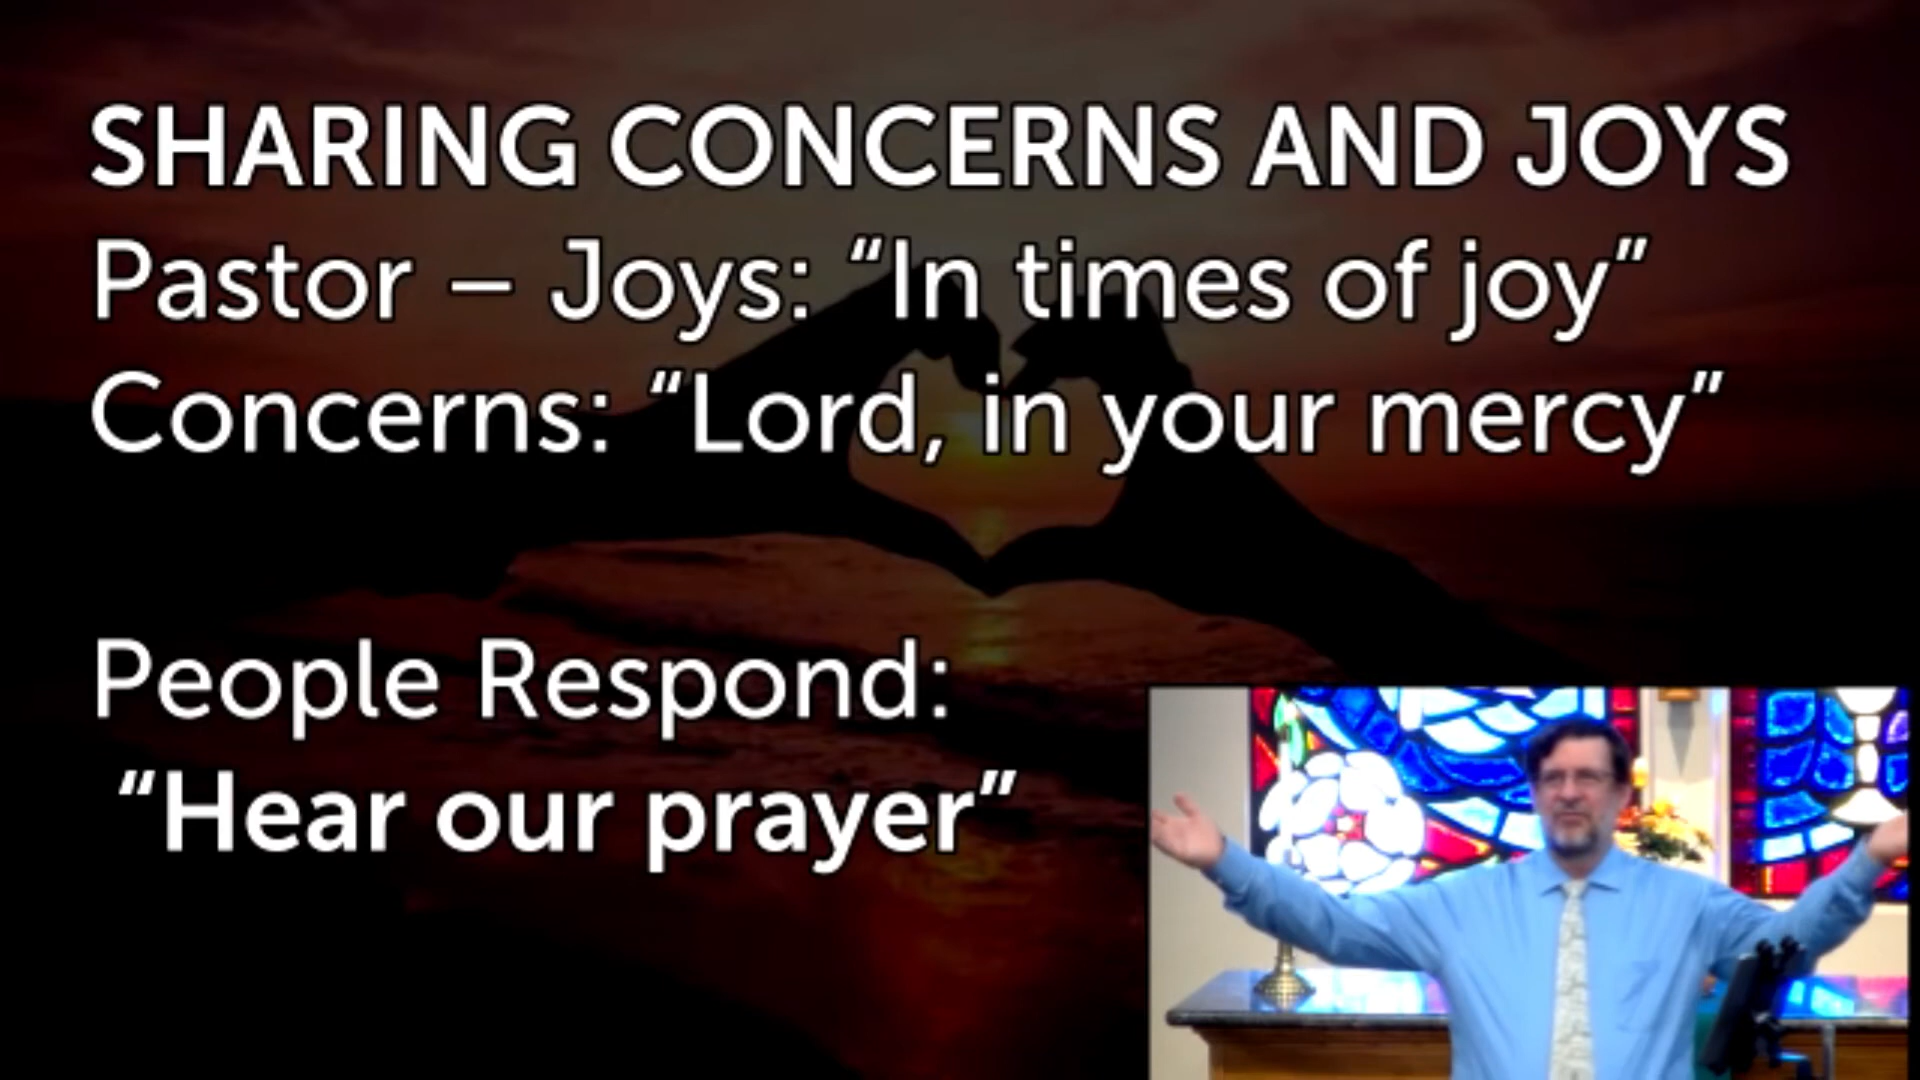 SHARING CONCERNS AND JOYS
Pastor – Joys: “In times of joy”
Concerns: “Lord, in your mercy”
People Respond:
“Hear our prayer”